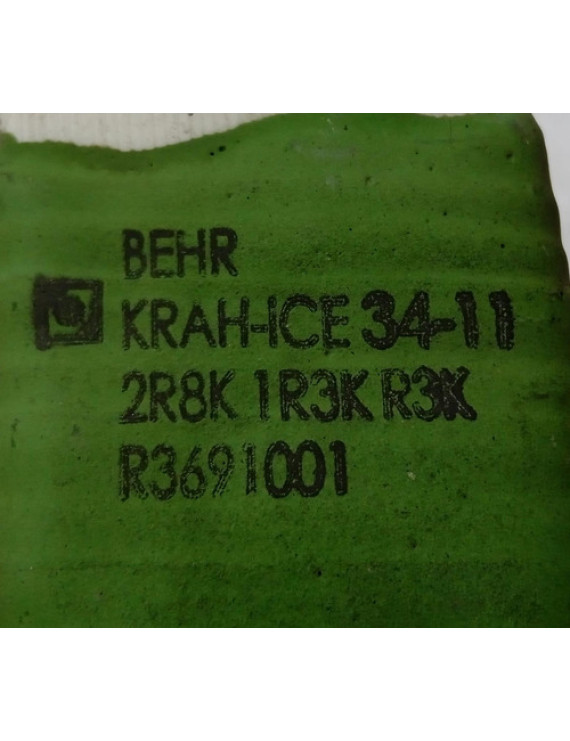 BEHR
KRAH-ICE 34-11
2R8K 1R3K R3K
R3691001